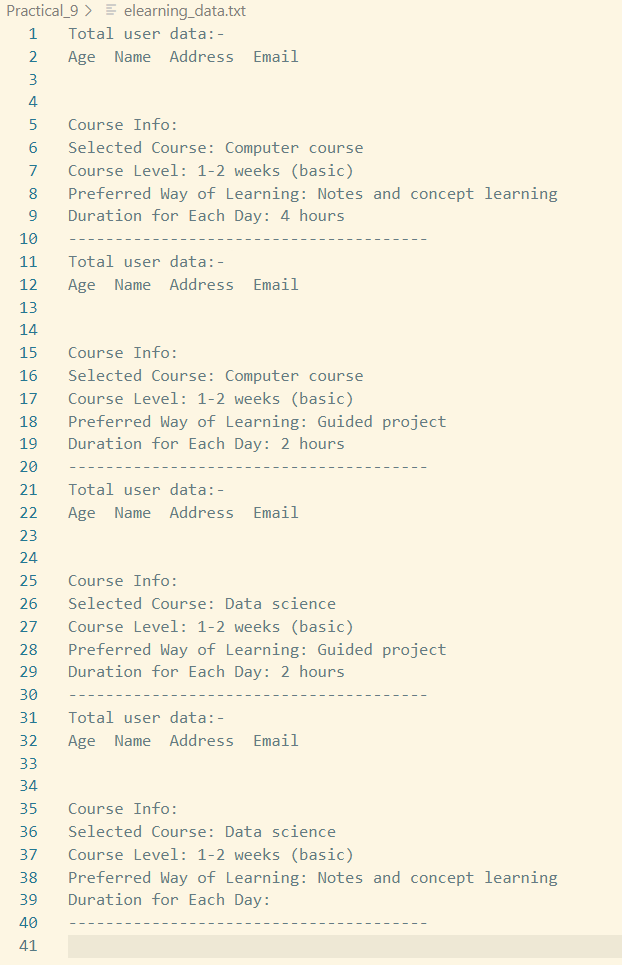 Practical_9 > elearning_data.txt
1 Total user data:-
2 Age  Name  Address  Email
3
4
5 Course Info:
6 Selected Course: Computer course
7 Course Level: 1-2 weeks (basic)
8 Preferred Way of Learning: Notes and concept learning
9 Duration for Each Day: 4 hours
10 ---------------------------------------
11 Total user data:-
12 Age  Name  Address  Email
13
14
15 Course Info:
16 Selected Course: Computer course
17 Course Level: 1-2 weeks (basic)
18 Preferred Way of Learning: Guided project
19 Duration for Each Day: 2 hours
20 ---------------------------------------
21 Total user data:-
22 Age  Name  Address  Email
23
24
25 Course Info:
26 Selected Course: Data science
27 Course Level: 1-2 weeks (basic)
28 Preferred Way of Learning: Guided project
29 Duration for Each Day: 2 hours
30 ---------------------------------------
31 Total user data:-
32 Age  Name  Address  Email
33
34
35 Course Info:
36 Selected Course: Data science
37 Course Level: 1-2 weeks (basic)
38 Preferred Way of Learning: Notes and concept learning
39 Duration for Each Day:
40 ---------------------------------------
41